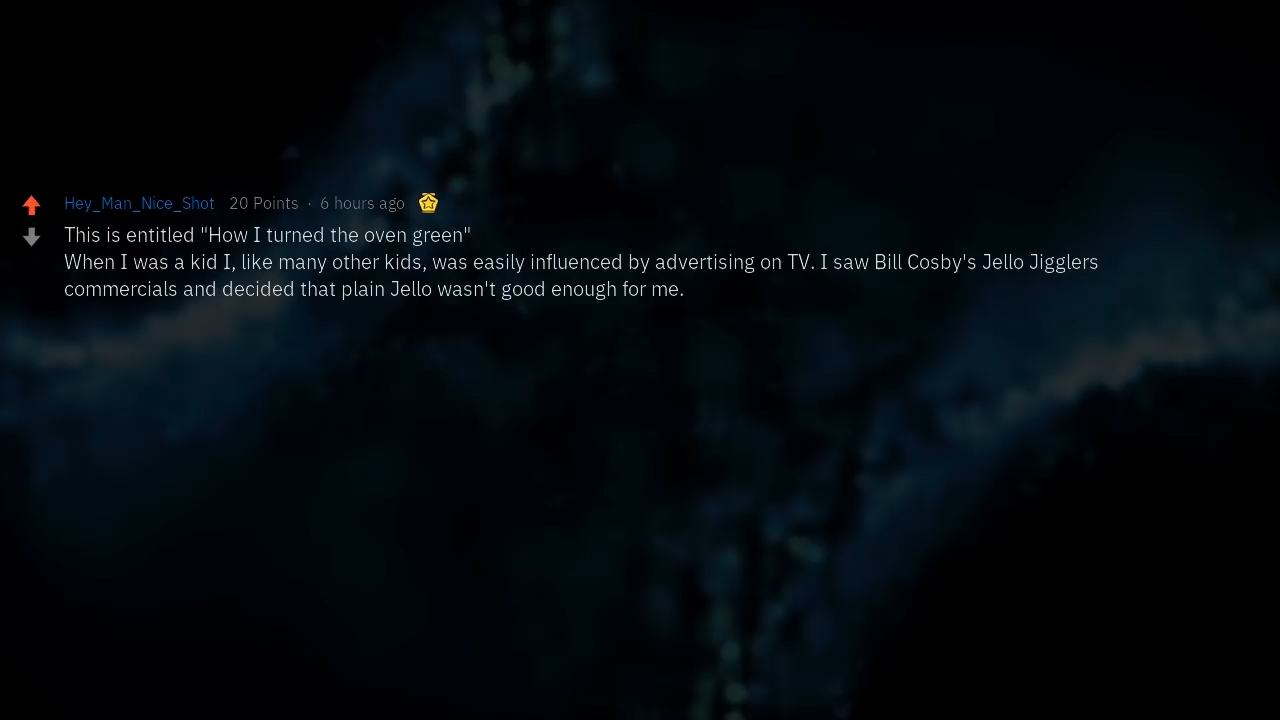 Hey_Man_Nice_Shot 20 Points · 6 hours ago
This is entitled "How I turned the oven green"
When I was a kid I, like many other kids, was easily influenced by advertising on TV. I saw Bill Cosby's Jello Jigglers
commercials and decided that plain Jello wasn't good enough for me.